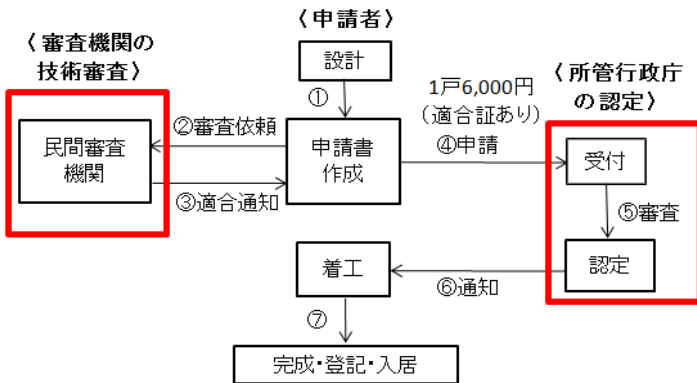 〈申請者〉
〈審査機関の
技術審査〉
設計
①
1戸6,000円
(適合証あり)
〈所管行政庁
の認定〉
民間審査
機関
②審査依頼
③適合通知
申請書
作成
④申請
受付
⑤審査
認定
⑥通知
着工
⑦
完成・登記・入居